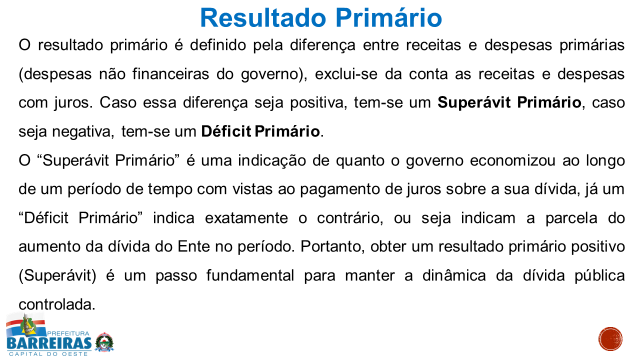 Resultado Primário
O resultado primário é definido pela diferença entre receitas e despesas primárias
(despesas não financeiras do governo), exclui-se da conta as receitas e despesas
com juros. Caso essa diferença seja positiva, tem-se um Superávit Primário, caso
seja negativa, tem-se um Déficit Primário.
O “Superávit Primário” é uma indicação de quanto o governo economizou ao longo
de um período de tempo com vistas ao pagamento de juros sobre a sua dívida, já um
“Déficit Primário” indica exatamente o contrário, ou seja indicam a parcela do
aumento da dívida do Ente no período. Portanto, obter um resultado primário positivo
(Superávit) é um passo fundamental para manter a dinâmica da dívida pública
controlada.
PREFEITURA
BARREIRAS
CAPITAL DO OESTE